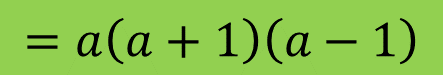 = a(a + 1)(a − 1)